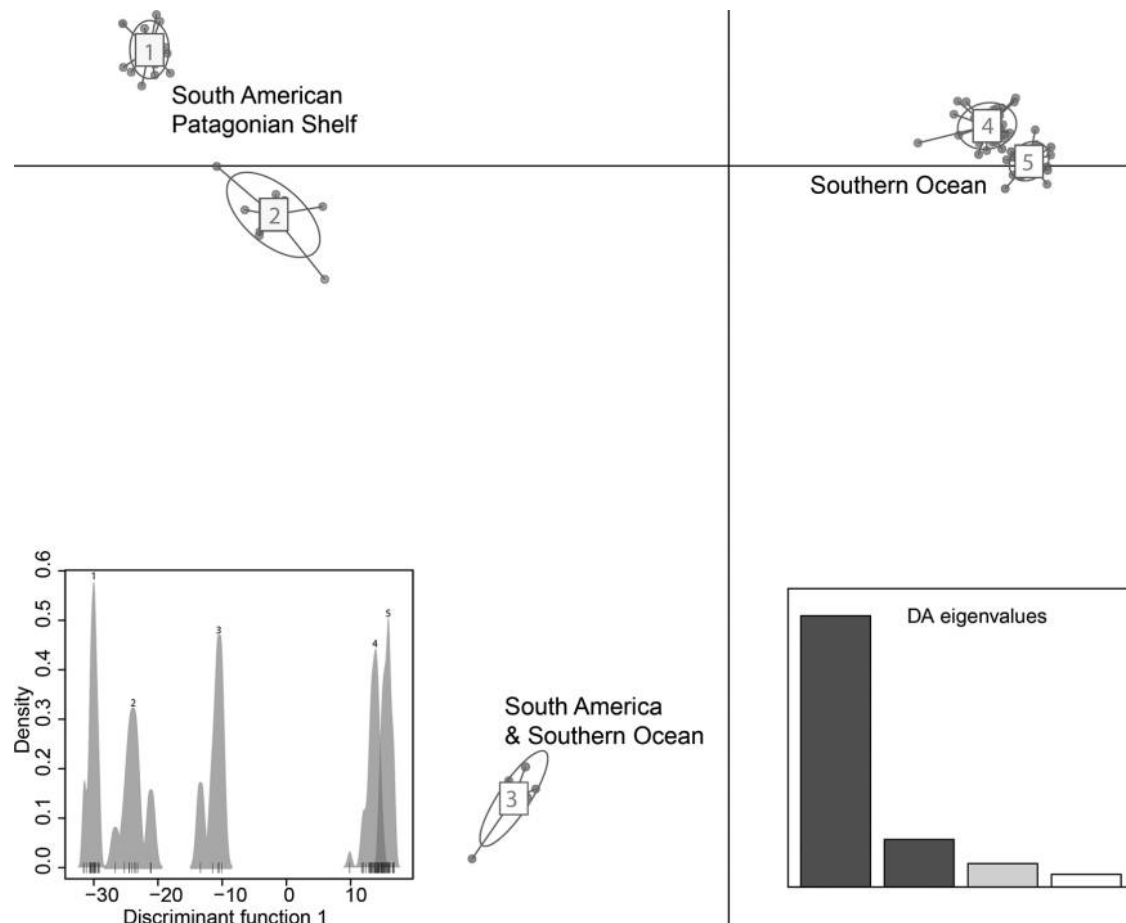 1
South American
Patagonian Shelf
4
5
Southern Ocean
2
0.6
0.5
0.4
0.3
0.2
0.1
0.0
Density
1
2
3
4
5
−30
−20
−10
0
10
Discriminant function 1
South America
& Southern Ocean
3
DA eigenvalues